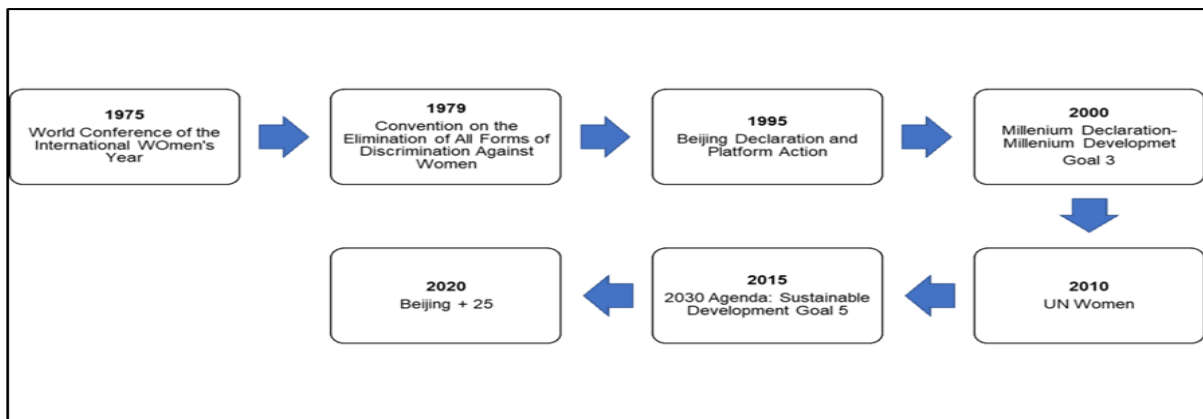 1975
World Conference of the
International WOmen's
Year
1979
Convention on the
Elimination of All Forms of
Discrimination Against
Women
1995
Beijing Declaration and
Platform Action
2000
Millenium Declaration-
Millenium Developmet
Goal 3
2010
UN Women
2015
2030 Agenda: Sustainable
Development Goal 5
2020
Beijing + 25